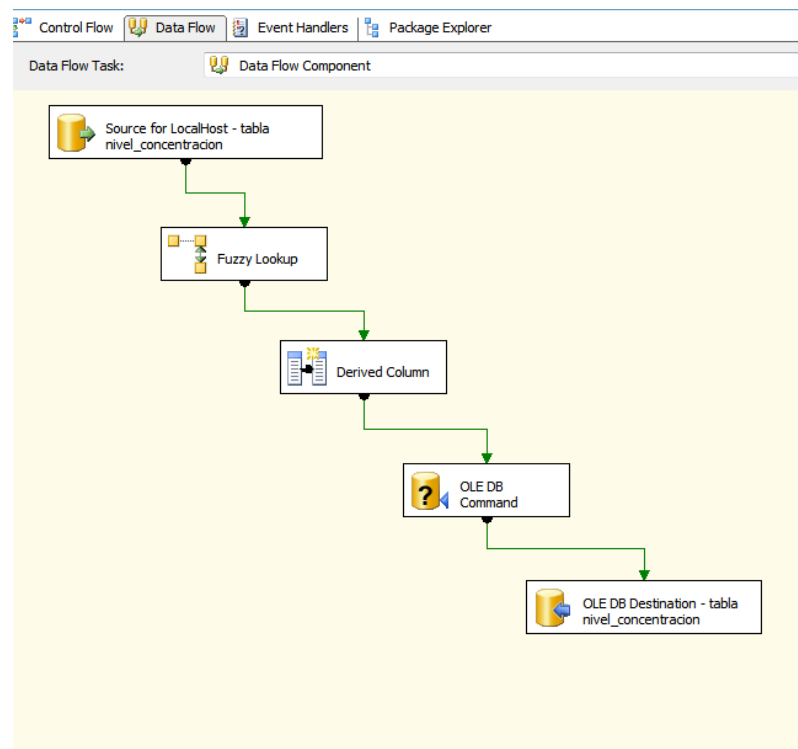 Control Flow Data Flow Event Handlers Package Explorer
Data Flow Task: Data Flow Component
Source for LocalHost - tabla
nivel_concentracion
Fuzzy Lookup
Derived Column
?
OLE DB
Command
OLE DB Destination - tabla
nivel_concentracion